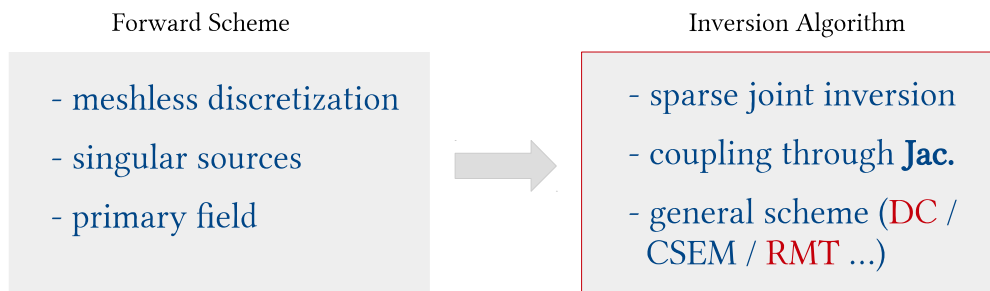 Forward Scheme
- meshless discretization
- singular sources
- primary field
Inversion Algorithm
- sparse joint inversion
- coupling through Jac.
- general scheme (DC /
CSEM / RMT ...)